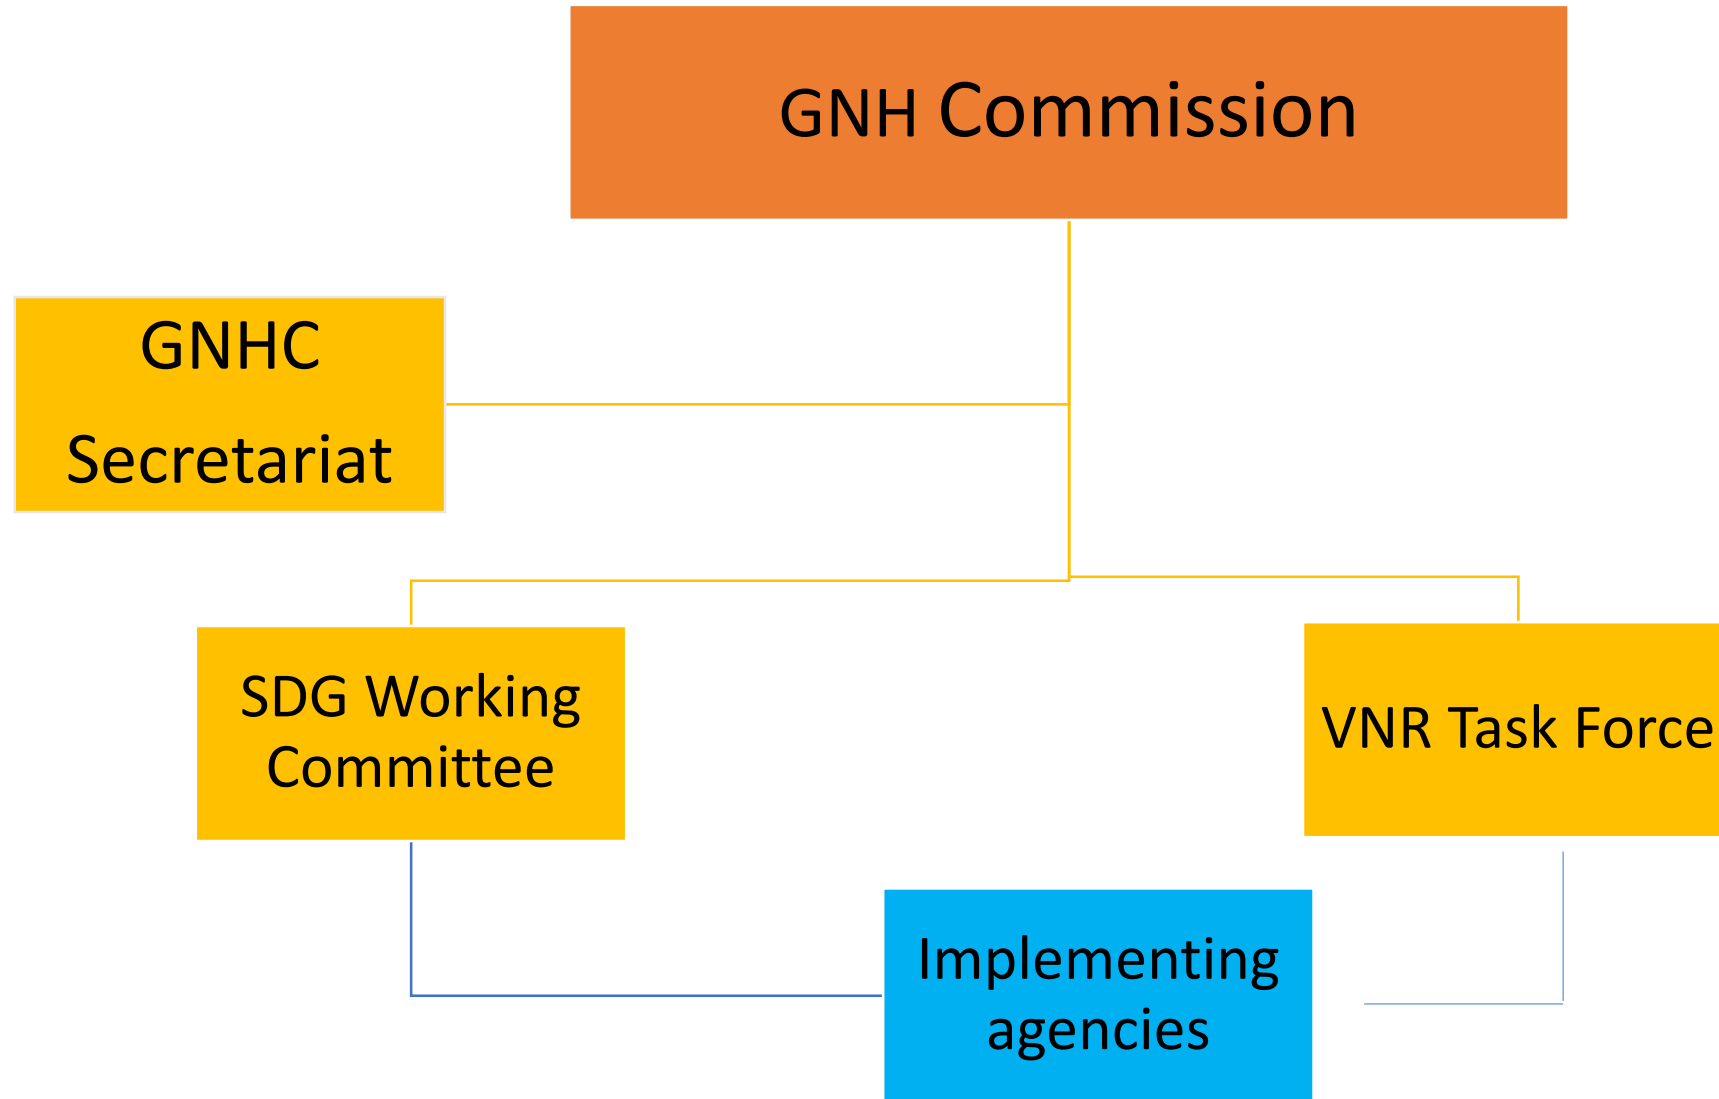 GNH Commission
GNHC
Secretariat
SDG Working
Committee
VNR Task Force
Implementing
agencies